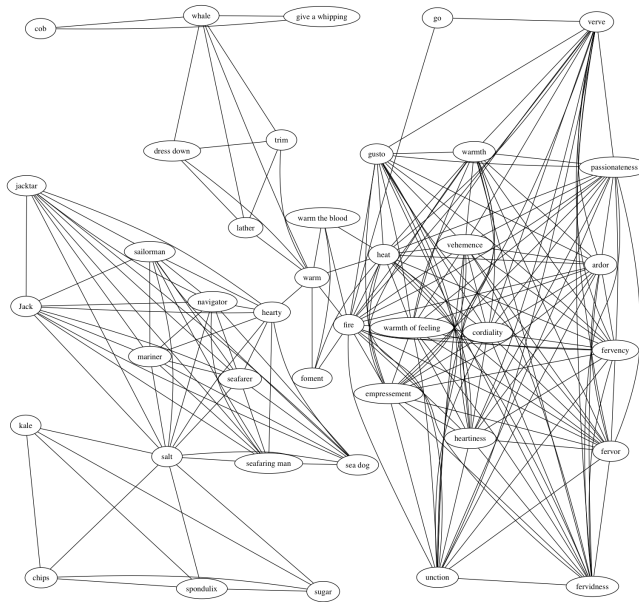 whale
give a whipping
go
verve
cob
dress down
trim
gusto
warmth
passionateness
jacktar
lather
warm the blood
sailorman
heat
vehemence
ardor
warm
Jack
navigator
hearty
fire
warmth of feeling
cordiality
mariner
fervency
seafarer
foment
empressement
kale
heartiness
salt
seafaring man
sea dog
fervor
chips
spondulix
sugar
unction
fervidness